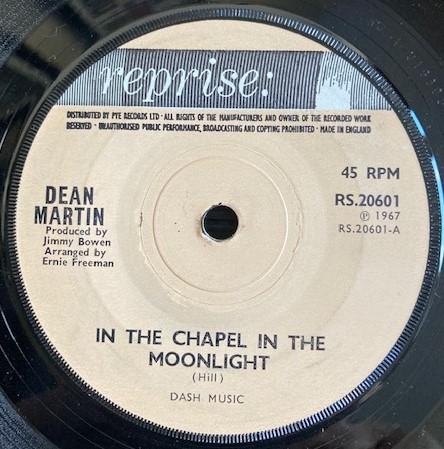 reprise:
DISTRIBUTED BY PYE RECORDS LTD · ALL RIGHTS OF THE MANUFACTURERS AND OWNER OF THE RECORDED WORK
RESERVED · UNAUTHORISED PUBLIC PERFORMANCE, BROADCASTING AND COPYING PROHIBITED · MADE IN ENGLAND
45 RPM
RS.20601
℗ 1967
RS.20601-A
DEAN
MARTIN
Produced by
Jimmy Bowen
Arranged by
Ernie Freeman
IN THE CHAPEL IN THE
MOONLIGHT
(Hill)
DASH MUSIC